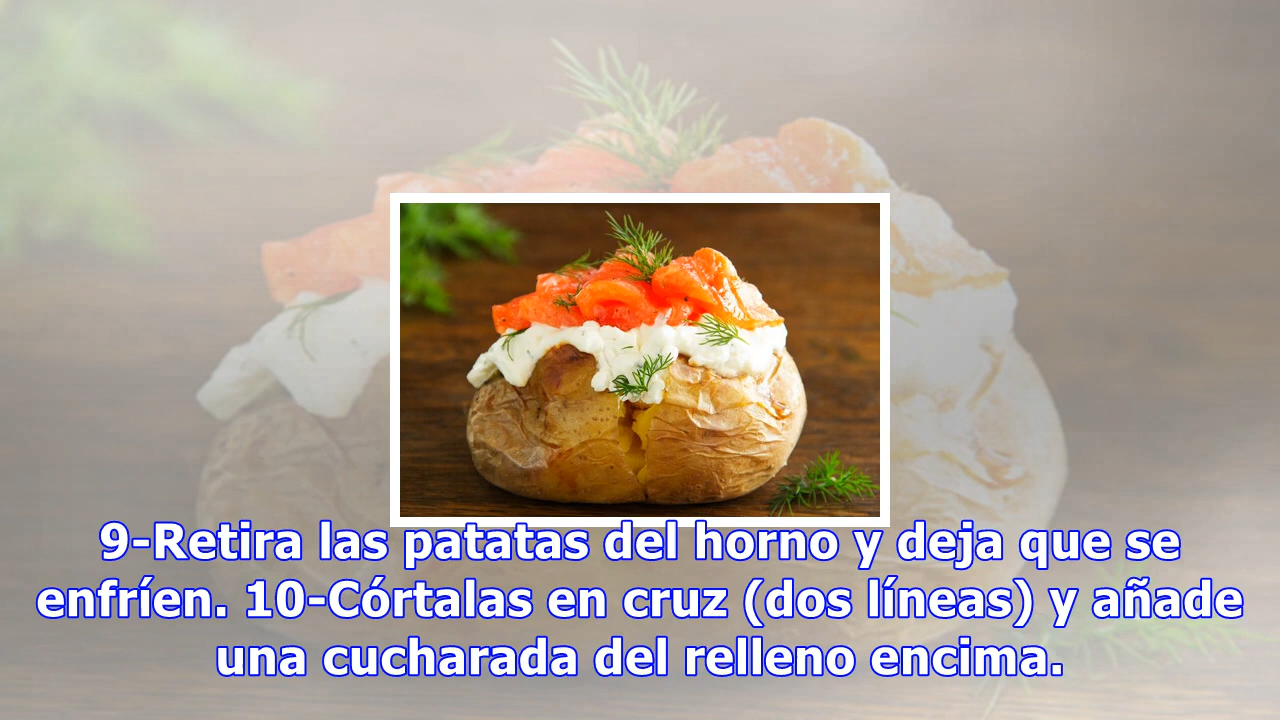 9-Retira las patatas del horno y deja que se
enfríen. 10-Córtalas en cruz (dos líneas) y añade
una cucharada del relleno encima.